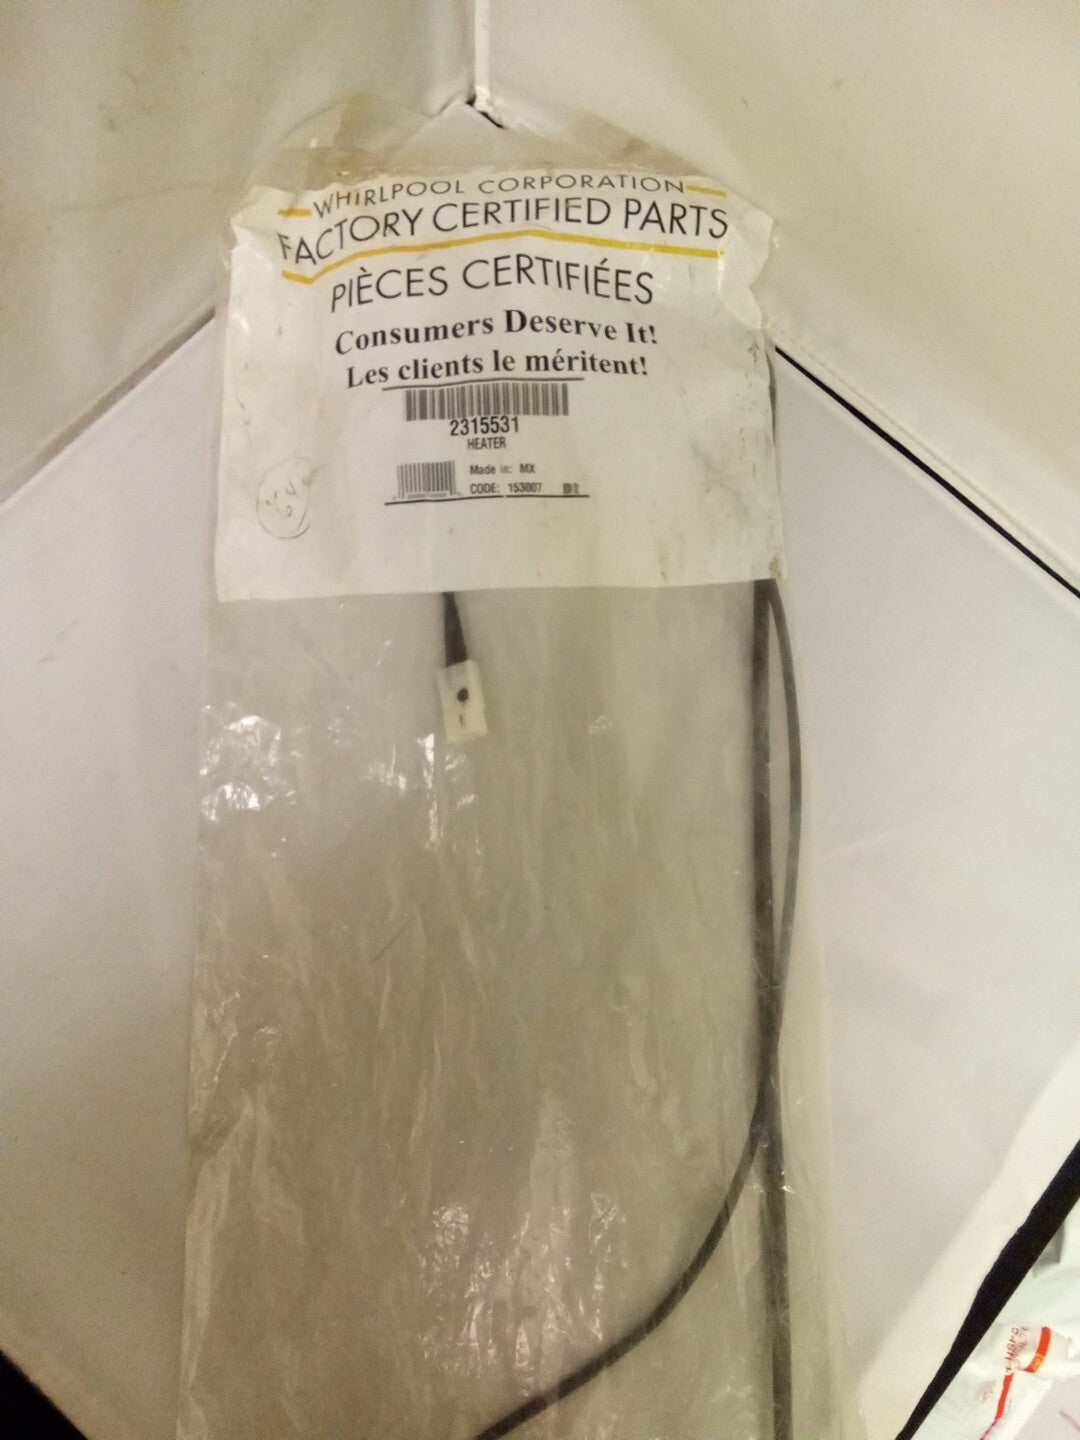 WHIRLPOOL CORPORATION
FACTORY CERTIFIED PARTS
PIÈCES CERTIFIÉES
Consumers Deserve It!
Les clients le méritent!
2315531
HEATER
Made in: MX
CODE: 153007